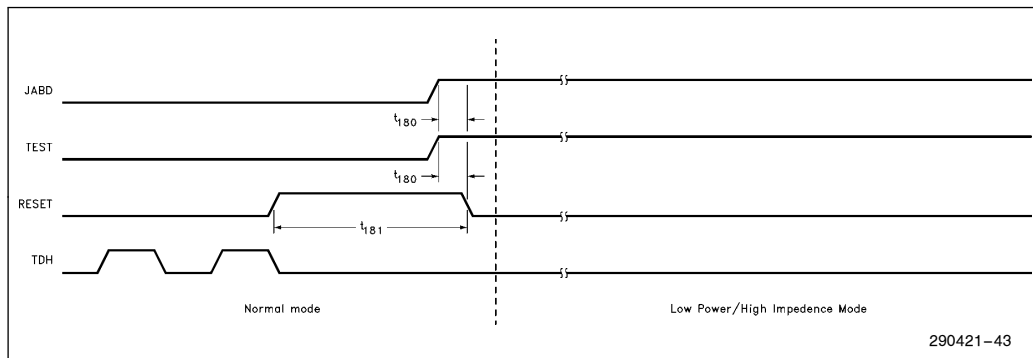 JABD
t180
TEST
t180
RESET
t181
TDH
Normal mode
Low Power/High Impedence Mode
290421–43